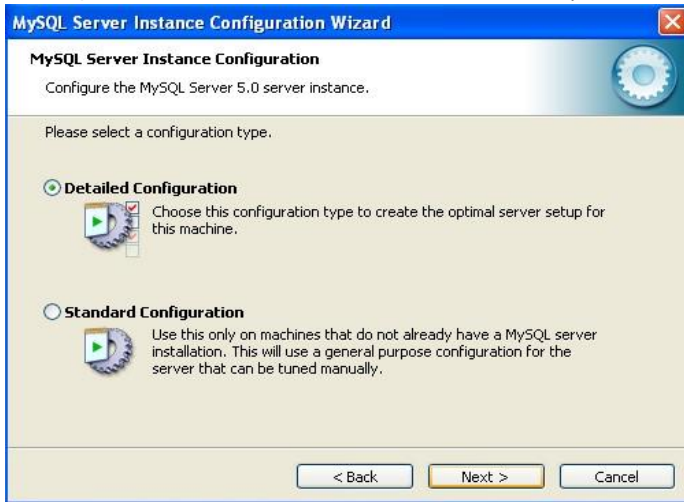 MySQL Server Instance Configuration Wizard
MySQL Server Instance Configuration
Configure the MySQL Server 5.0 server instance.
Please select a configuration type.
Detailed Configuration
Choose this configuration type to create the optimal server setup for
this machine.
Standard Configuration
Use this only on machines that do not already have a MySQL server
installation. This will use a general purpose configuration for the
server that can be tuned manually.
< Back Next > Cancel